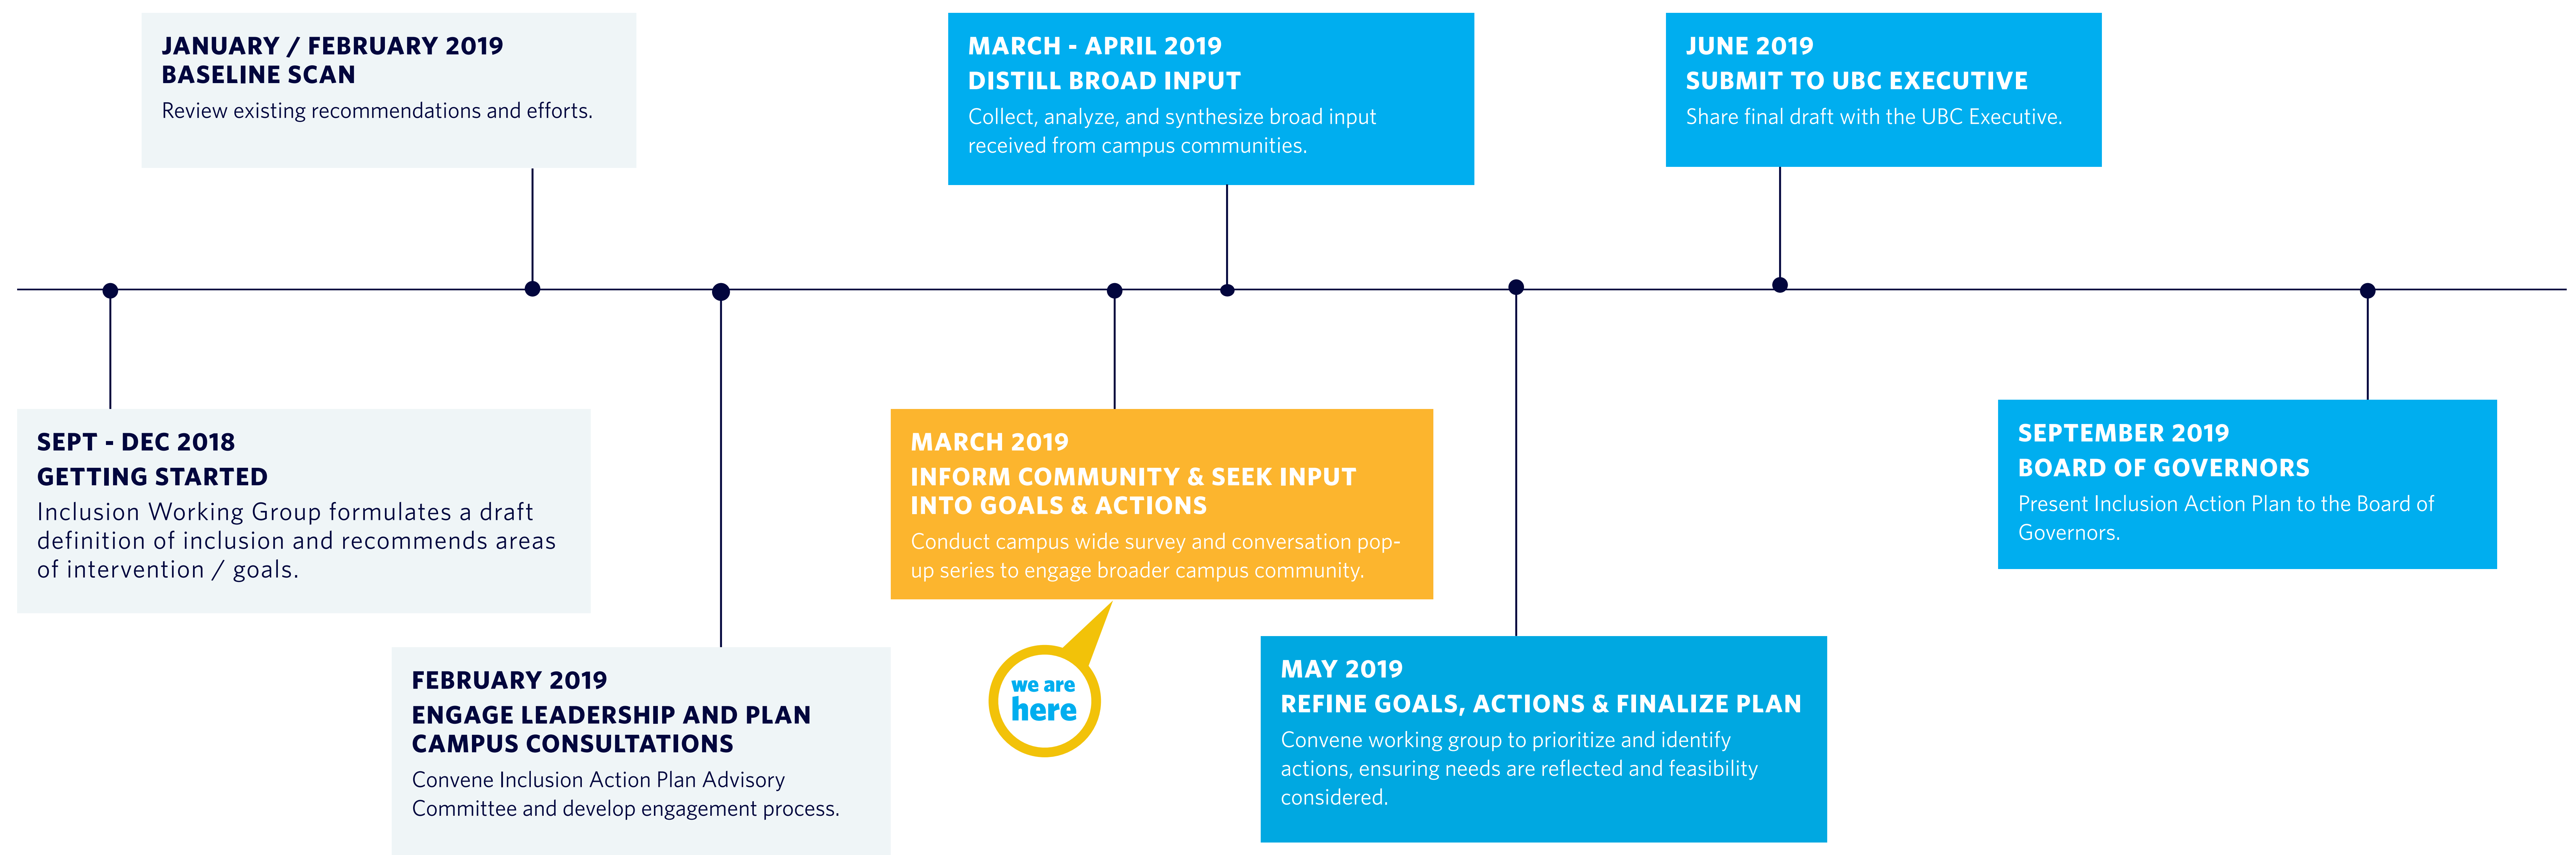 JANUARY / FEBRUARY 2019
BASELINE SCAN
Review existing recommendations and efforts.
MARCH - APRIL 2019
DISTILL BROAD INPUT
Collect, analyze, and synthesize broad input
received from campus communities.
JUNE 2019
SUBMIT TO UBC EXECUTIVE
Share final draft with the UBC Executive.
SEPT - DEC 2018
GETTING STARTED
Inclusion Working Group formulates a draft
definition of inclusion and recommends areas
of intervention / goals.
MARCH 2019
INFORM COMMUNITY & SEEK INPUT
INTO GOALS & ACTIONS
Conduct campus wide survey and conversation pop-
up series to engage broader campus community.
SEPTEMBER 2019
BOARD OF GOVERNORS
Present Inclusion Action Plan to the Board of
Governors.
FEBRUARY 2019
ENGAGE LEADERSHIP AND PLAN
CAMPUS CONSULTATIONS
Convene Inclusion Action Plan Advisory
Committee and develop engagement process.
we are
here
MAY 2019
REFINE GOALS, ACTIONS & FINALIZE PLAN
Convene working group to prioritize and identify
actions, ensuring needs are reflected and feasibility
considered.